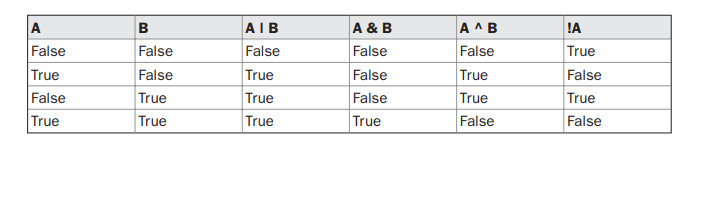 A B A | B A & B A ^ B !A
False False False False False True
True False True False True False
False True True False True True
True True True True False False